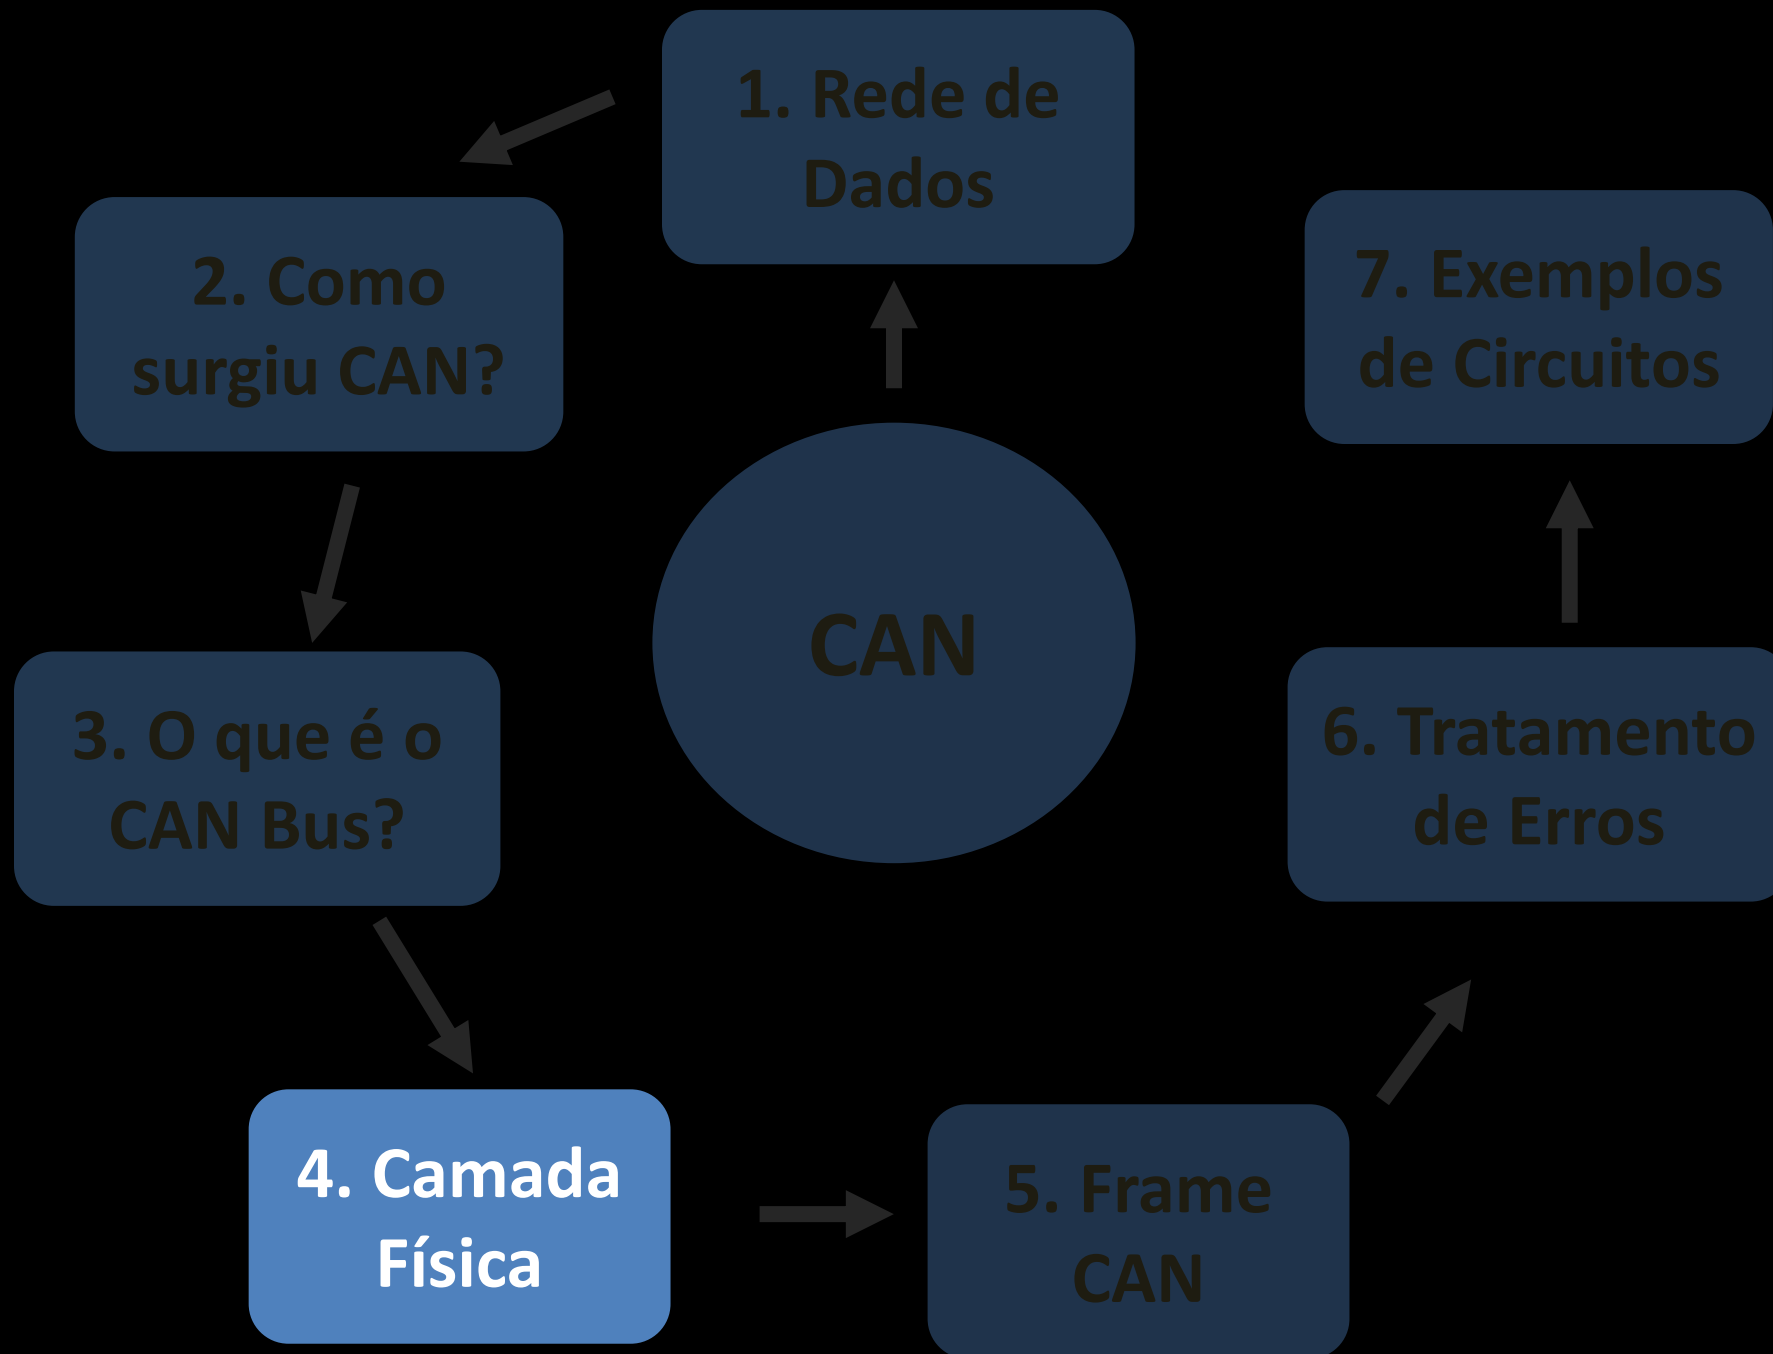 1. Rede de
Dados
2. Como
surgiu CAN?
3. O que é o
CAN Bus?
4. Camada
Física
5. Frame
CAN
6. Tratamento
de Erros
7. Exemplos
de Circuitos
CAN